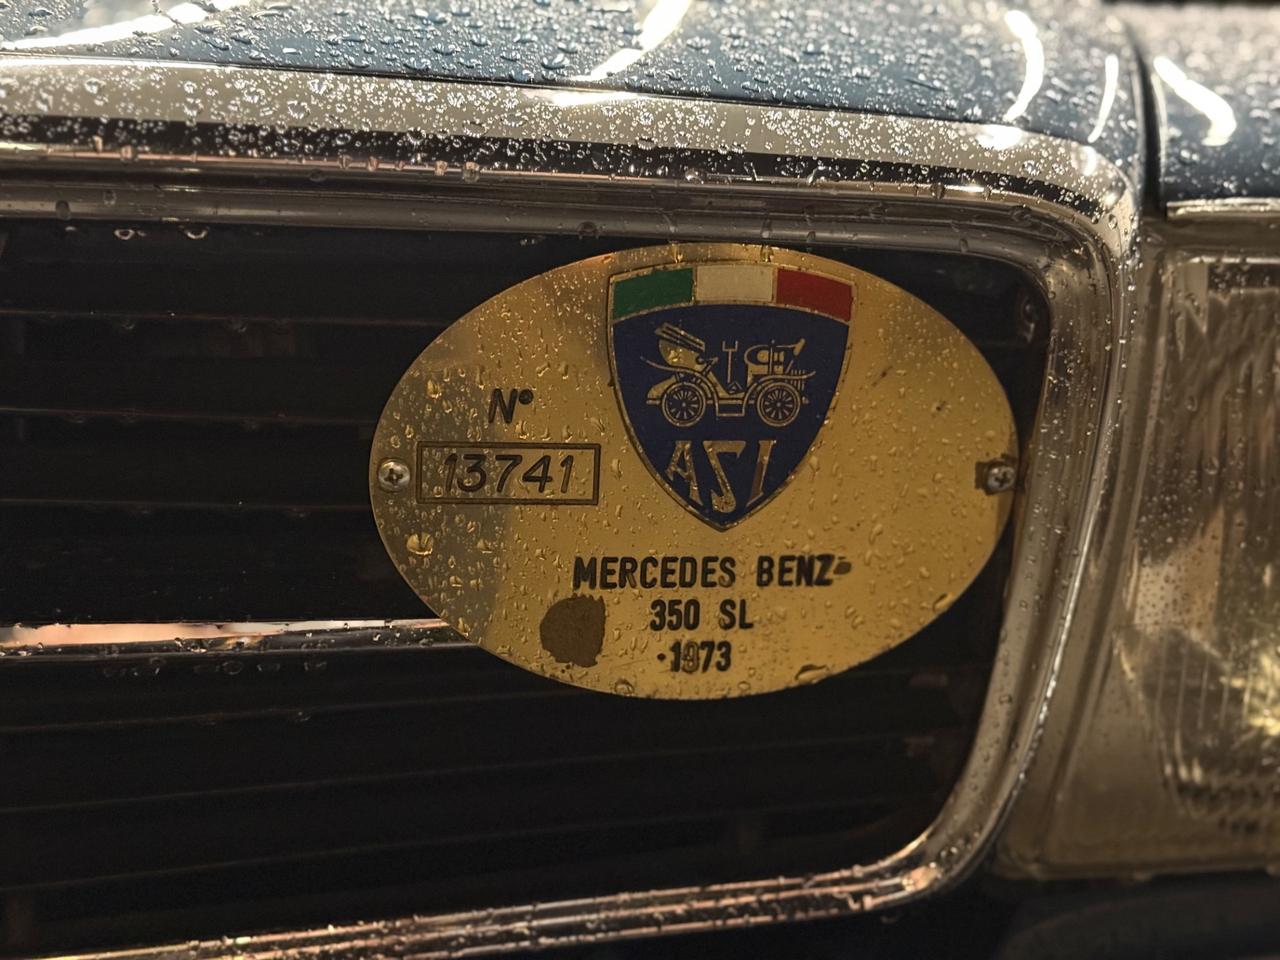 ASI
N°
13741
MERCEDES BENZ
350 SL
1973